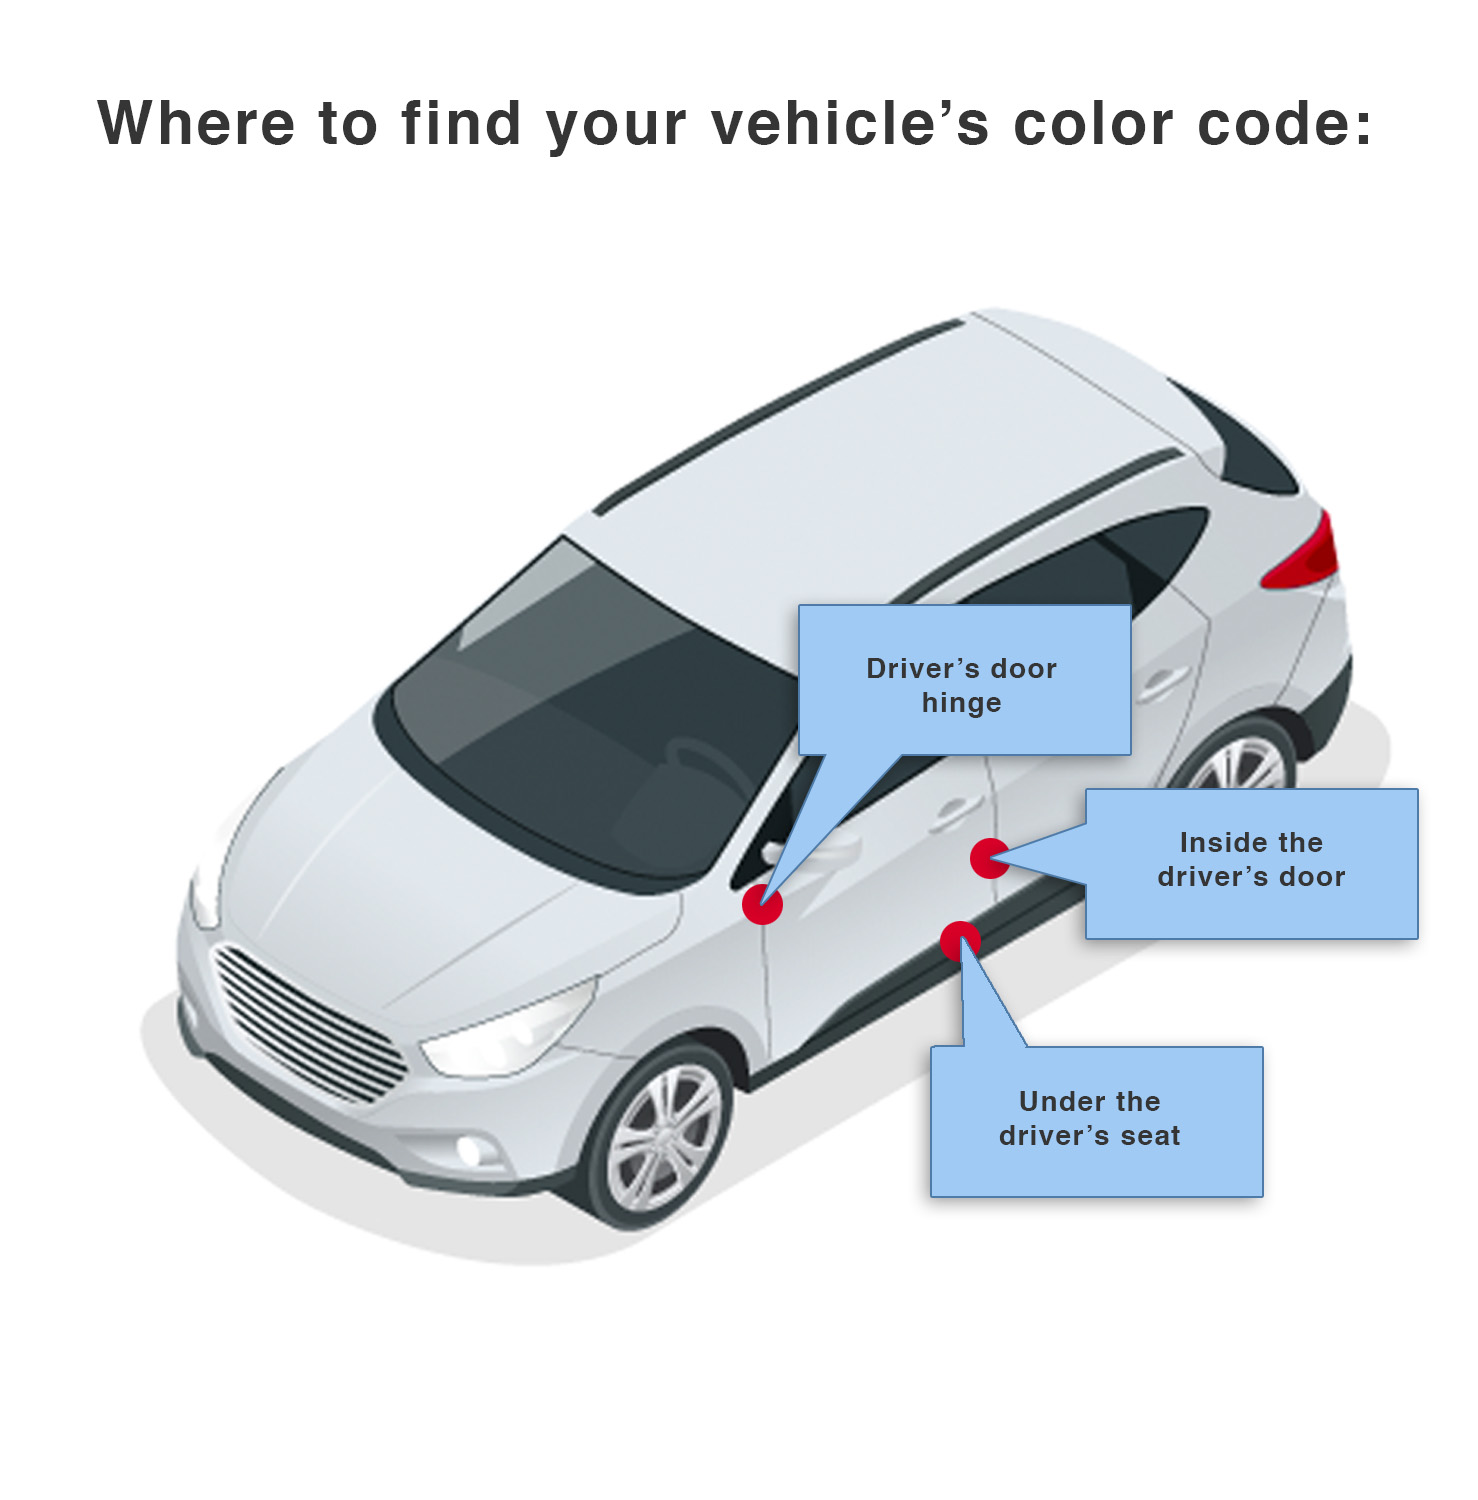 Where to find your vehicle’s color code:
Driver’s door
hinge
Inside the
driver’s door
Under the
driver’s seat